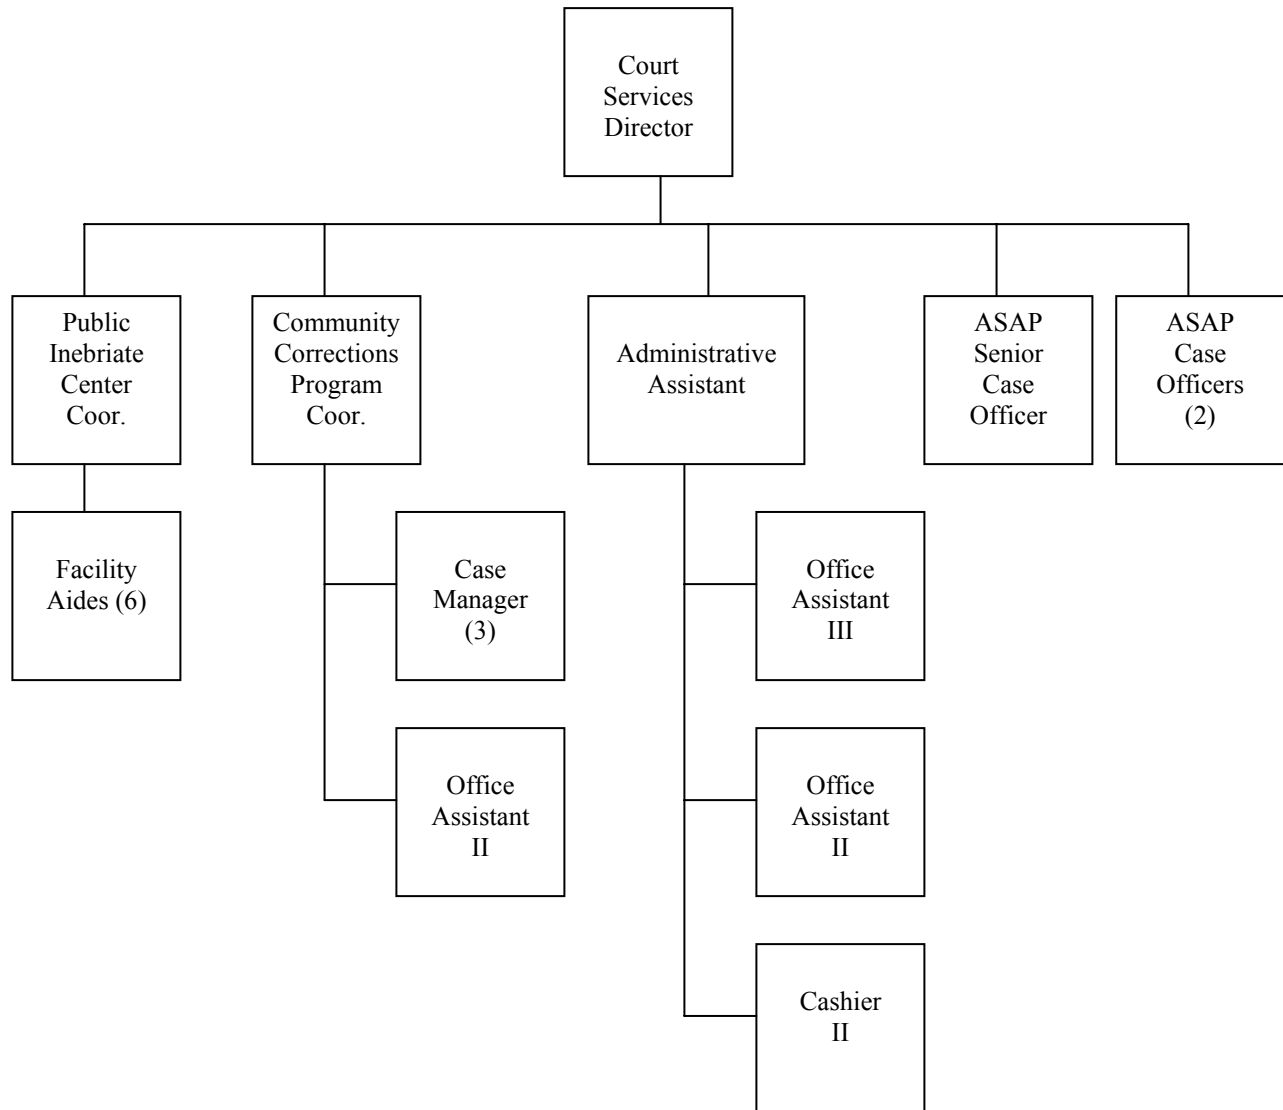 Court
Services
Director
Public
Inebriate
Center
Coor.
Community
Corrections
Program
Coor.
Administrative
Assistant
ASAP
Senior
Case
Officer
ASAP
Case
Officers
(2)
Facility
Aides (6)
Case
Manager
(3)
Office
Assistant
III
Office
Assistant
II
Office
Assistant
II
Cashier
II